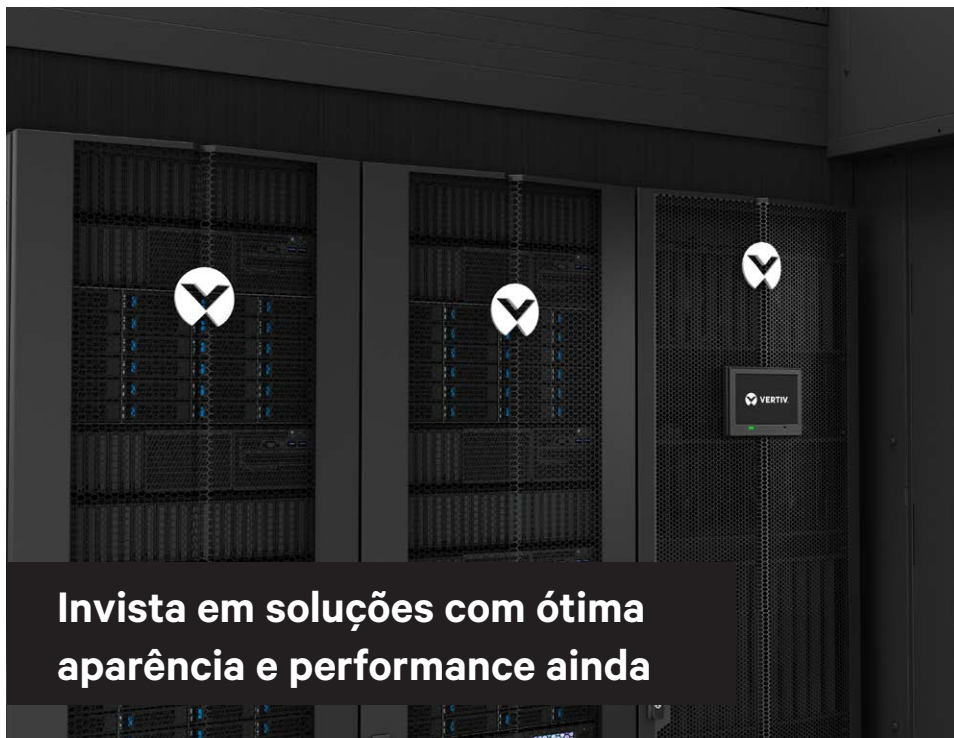 VERTIV
Invista em soluções com ótima
aparência e performance ainda